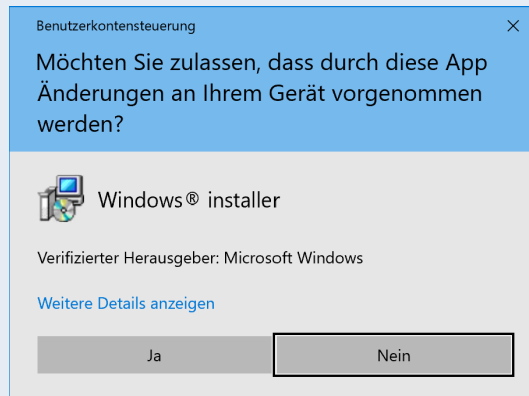 Benutzerkontensteuerung
Möchten Sie zulassen, dass durch diese App
Änderungen an Ihrem Gerät vorgenommen
werden?
Windows® installer
Verifizierter Herausgeber: Microsoft Windows
Weitere Details anzeigen
Ja
Nein